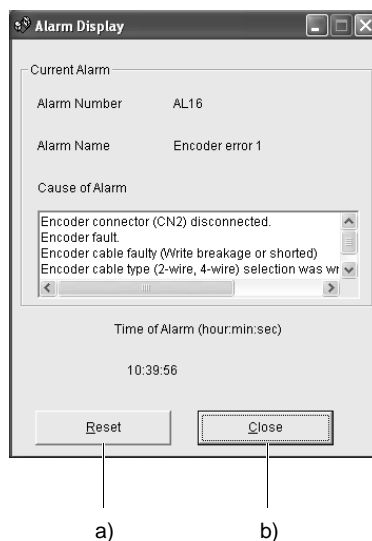 Alarm Display
Current Alarm
Alarm Number AL16
Alarm Name Encoder error 1
Cause of Alarm
Encoder connector (CN2) disconnected.
Encoder fault.
Encoder cable faulty (Write breakage or shorted)
Encoder cable type (2-wire, 4-wire) selection was wr
Time of Alarm (hour:min:sec)
10:39:56
Reset Close
a) b)